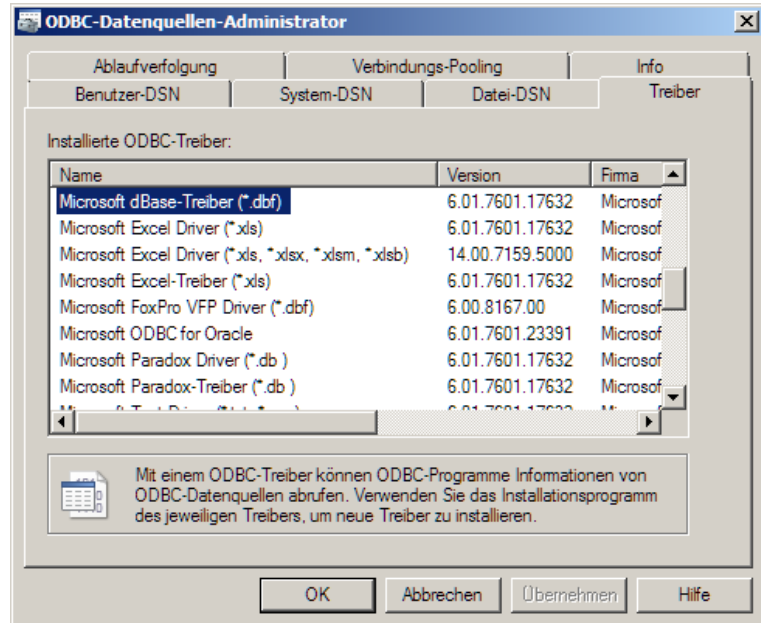 ODBC-Datenquellen-Administrator
Ablaufverfolgung Verbindungs-Pooling Info
Benutzer-DSN System-DSN Datei-DSN Treiber
Installierte ODBC-Treiber:
Name Version Firma
Microsoft dBase-Treiber (*.dbf) 6.01.7601.17632 Microsof
Microsoft Excel Driver (*.xls) 6.01.7601.17632 Microsof
Microsoft Excel Driver (*.xls, *.xlsx, *.xlsm, *.xlsb) 14.00.7159.5000 Microsof
Microsoft Excel-Treiber (*.xls) 6.01.7601.17632 Microsof
Microsoft FoxPro VFP Driver (*.dbf) 6.00.8167.00 Microsof
Microsoft ODBC for Oracle 6.01.7601.23391 Microsof
Microsoft Paradox Driver (*.db ) 6.01.7601.17632 Microsof
Microsoft Paradox-Treiber (*.db ) 6.01.7601.17632 Microsof
Mit einem ODBC-Treiber können ODBC-Programme Informationen von
ODBC-Datenquellen abrufen. Verwenden Sie das Installationsprogramm
des jeweiligen Treibers, um neue Treiber zu installieren.
OK Abbrechen Übernehmen Hilfe